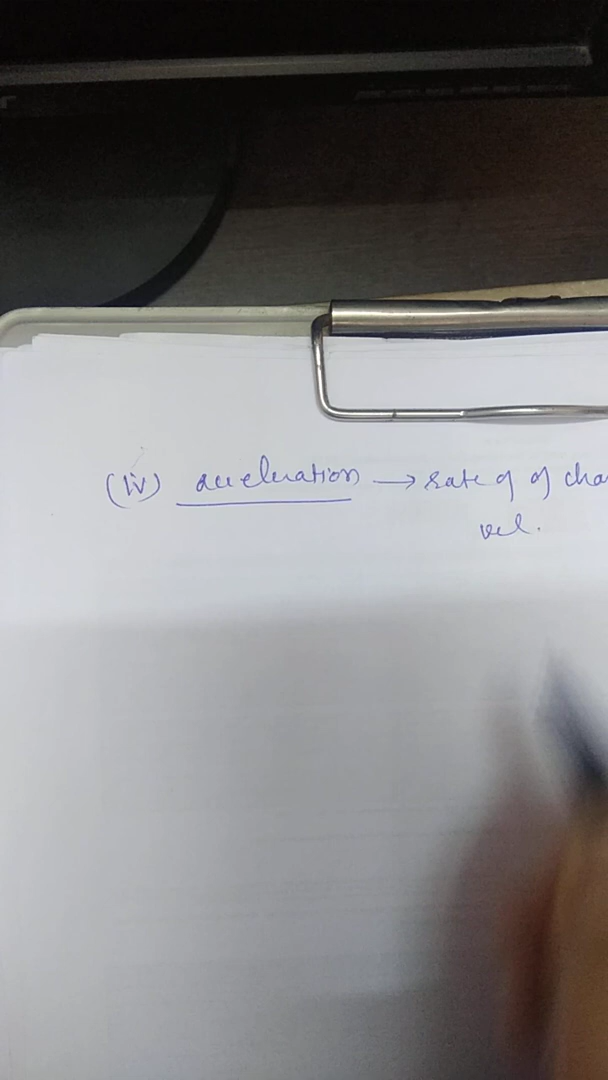 (iv) acceleration → rate of of cha
vel.